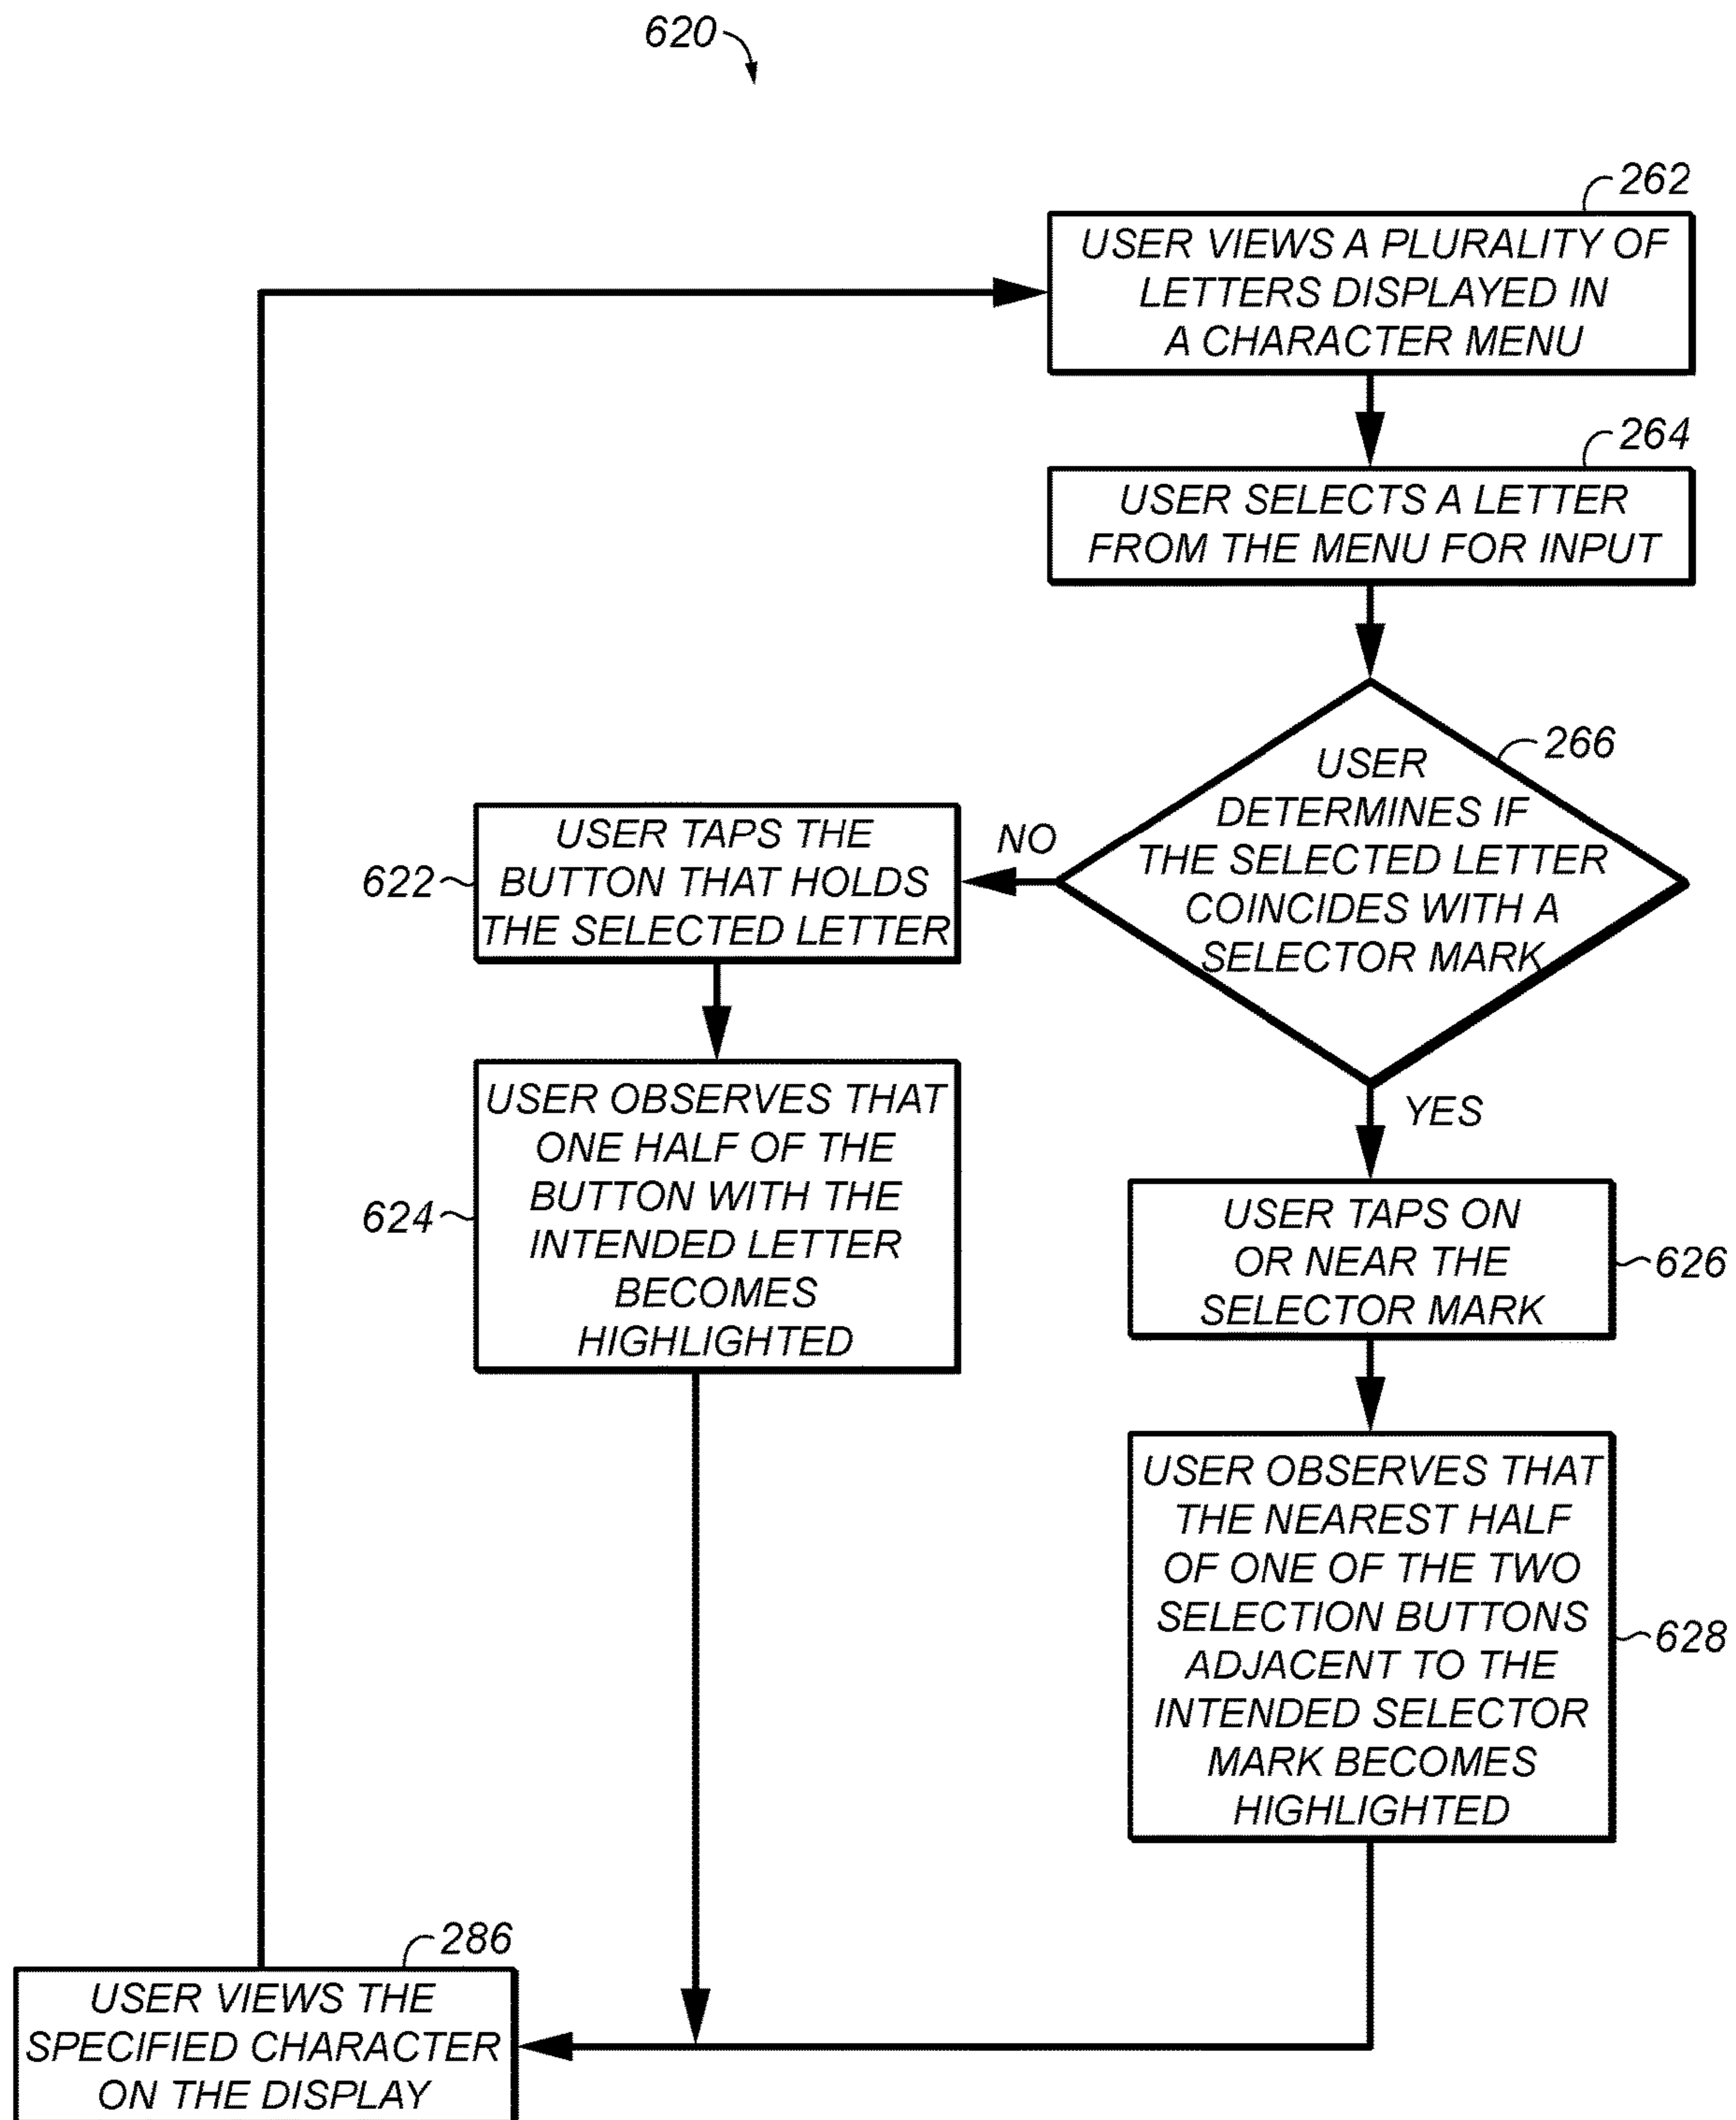 620
262
USER VIEWS A PLURALITY OF
LETTERS DISPLAYED IN
A CHARACTER MENU
264
USER SELECTS A LETTER
FROM THE MENU FOR INPUT
266
USER
DETERMINES IF
THE SELECTED LETTER
COINCIDES WITH A
SELECTOR MARK
NO
622
USER TAPS THE
BUTTON THAT HOLDS
THE SELECTED LETTER
624
USER OBSERVES THAT
ONE HALF OF THE
BUTTON WITH THE
INTENDED LETTER
BECOMES
HIGHLIGHTED
YES
USER TAPS ON
OR NEAR THE
SELECTOR MARK
626
USER OBSERVES THAT
THE NEAREST HALF
OF ONE OF THE TWO
SELECTION BUTTONS
ADJACENT TO THE
INTENDED SELECTOR
MARK BECOMES
HIGHLIGHTED
628
286
USER VIEWS THE
SPECIFIED CHARACTER
ON THE DISPLAY